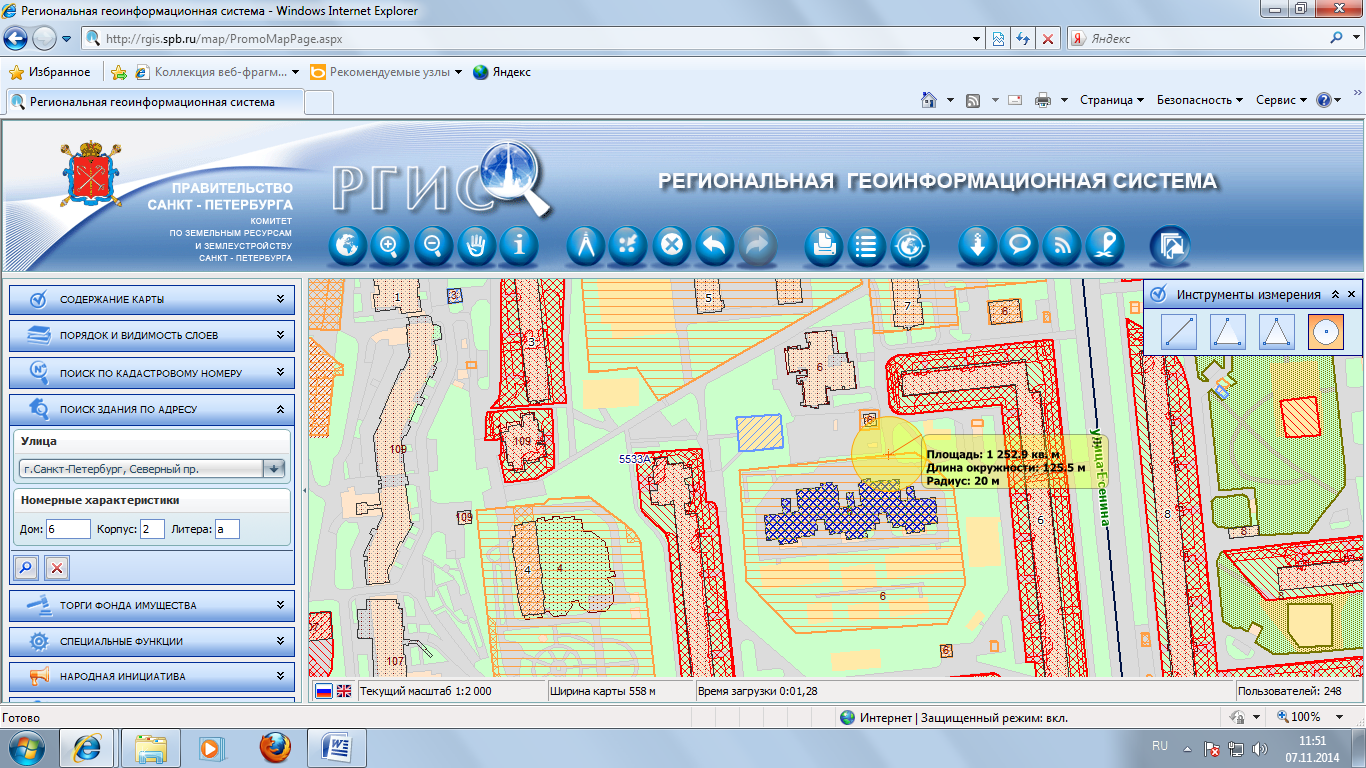 Региональная геоинформационная система - Windows Internet Explorer
http://rgis.spb.ru/map/PromoMapPage.aspx
Яндекс
Избранное
Коллекция веб-фрагм...
Рекомендуемые узлы
Яндекс
Региональная геоинформационная система
Страница
Безопасность
Сервис
ПРАВИТЕЛЬСТВО
САНКТ - ПЕТЕРБУРГА
КОМИТЕТ
ПО ЗЕМЕЛЬНЫМ РЕСУРСАМ
И ЗЕМЛЕУСТРОЙСТВУ
САНКТ - ПЕТЕРБУРГА
РГИС
РЕГИОНАЛЬНАЯ ГЕОИНФОРМАЦИОННАЯ СИСТЕМА
СОДЕРЖАНИЕ КАРТЫ
ПОРЯДОК И ВИДИМОСТЬ СЛОЕВ
ПОИСК ПО КАДАСТРОВОМУ НОМЕРУ
ПОИСК ЗДАНИЯ ПО АДРЕСУ
Улица
г.Санкт-Петербург, Северный пр.
Номерные характеристики
Дом: 6 Корпус: 2 Литера: а
ТОРГИ ФОНДА ИМУЩЕСТВА
СПЕЦИАЛЬНЫЕ ФУНКЦИИ
НАРОДНАЯ ИНИЦИАТИВА
Инструменты измерения
1
3
5
7
6
3
6
6
109
109
5533А
Площадь: 1 252.9 кв. м
Длина окружности: 125.5 м
Радиус: 20 м
улица Есенина
109
6
8
6
4
4
6
107
6
Текущий масштаб 1:2 000
Ширина карты 558 м
Время загрузки 0:01,28
Пользователей: 248
Готово
Интернет | Защищенный режим: вкл.
100%
RU
11:51
07.11.2014